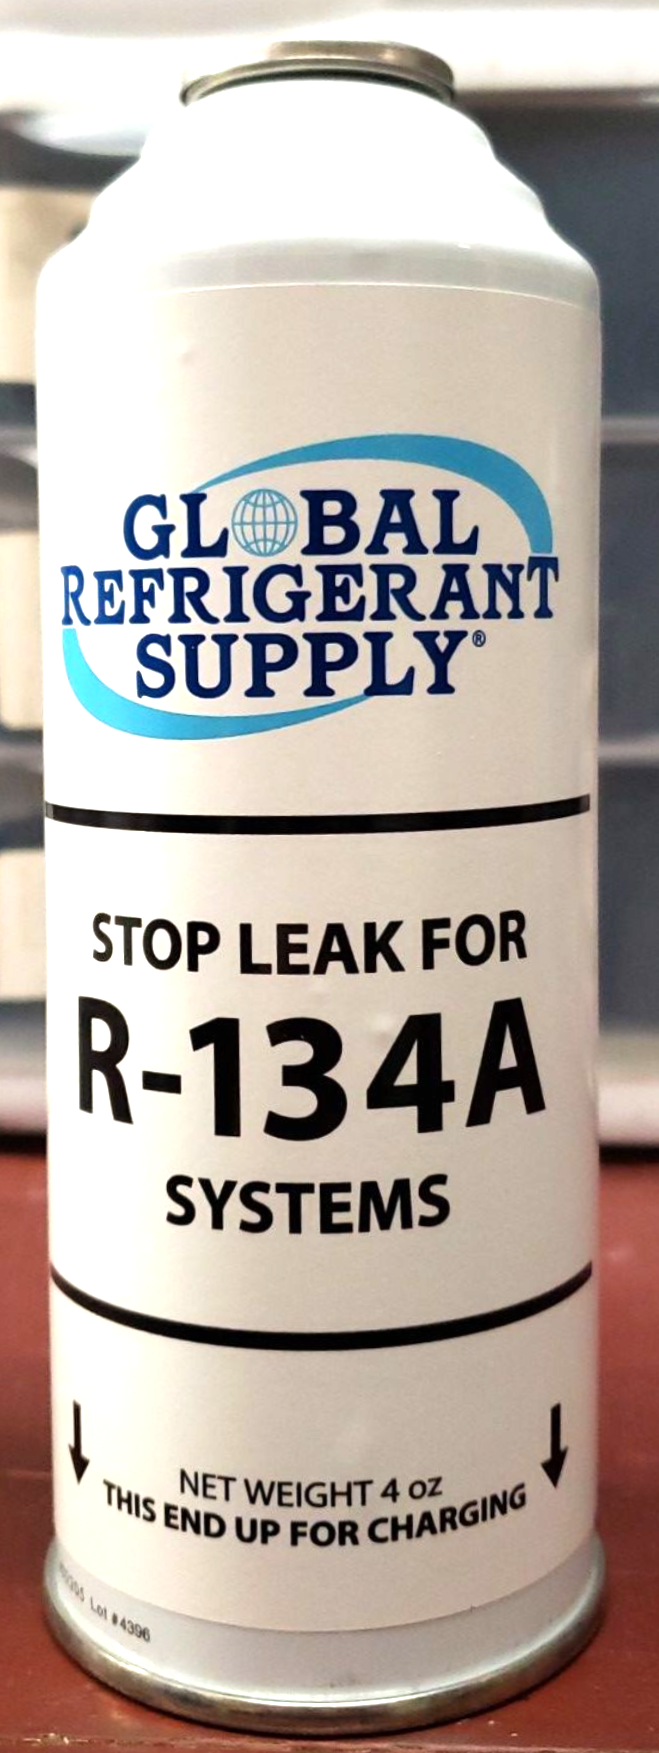 GLOBAL
REFRIGERANT
SUPPLY®
STOP LEAK FOR
R-134A
SYSTEMS
NET WEIGHT 4 oz
THIS END UP FOR CHARGING
Lot #4396